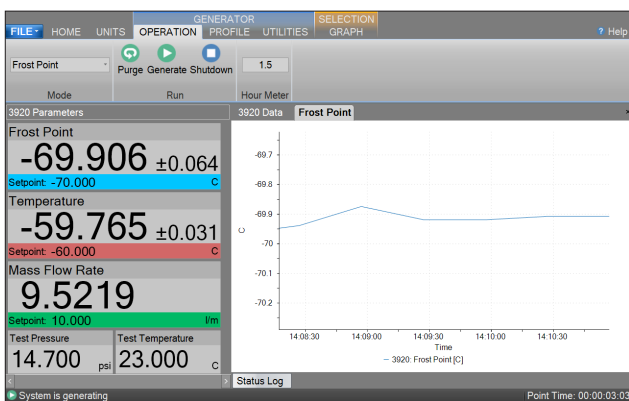 GENERATOR SELECTION
FILE HOME UNITS OPERATION PROFILE UTILITIES GRAPH ? Help
Frost Point Purge Generate Shutdown 1.5
Mode Run Hour Meter
3920 Parameters
Frost Point
-69.906 ±0.064
Setpoint: -70.000 C
Temperature
-59.765 ±0.031
Setpoint: -60.000 C
Mass Flow Rate
9.5219
Setpoint: 10.000 l/m
Test Pressure Test Temperature
14.700 psi 23.000 C
3920 Data Frost Point
-69.7
-69.8
-69.9
-70
-70.1
-70.2
C
14:08:30 14:09:00 14:09:30 14:10:00 14:10:30
Time
3920: Frost Point [C]
Status Log
System is generating Point Time: 00:00:03:03